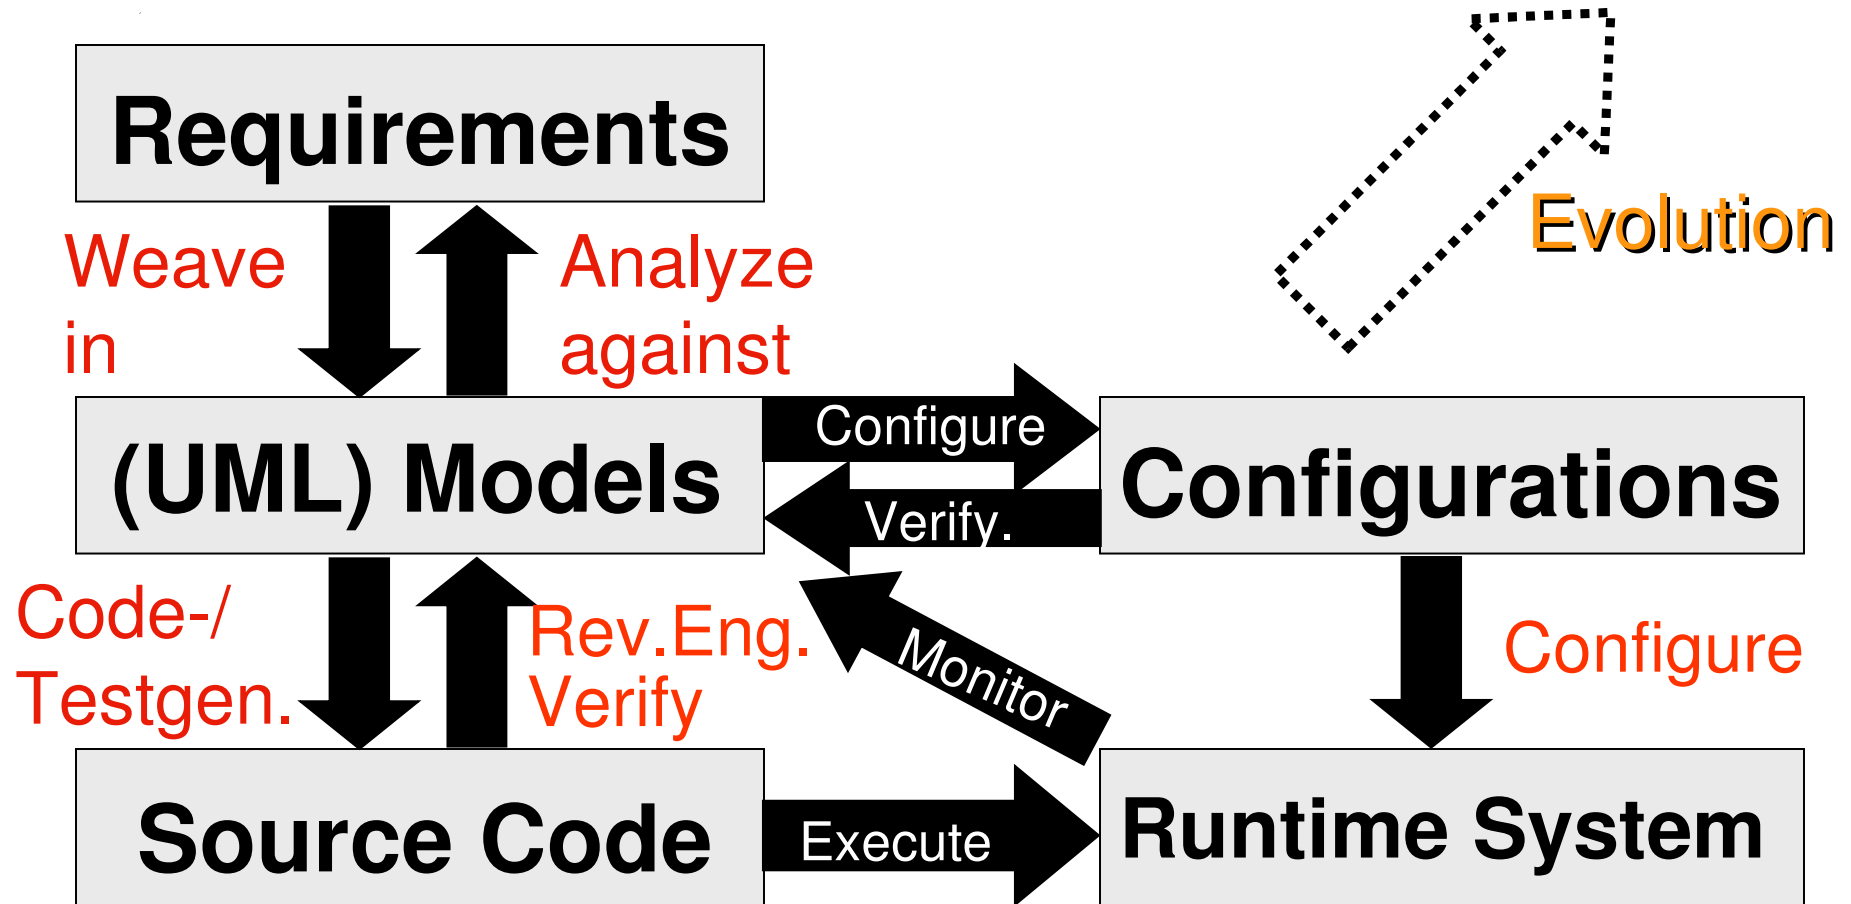 Requirements
Evolution
Weave
in
Analyze
against
(UML) Models
Configure
Verify.
Configurations
Code-/
Testgen.
Rev.Eng.
Verify
Monitor
Configure
Source Code
Execute
Runtime System